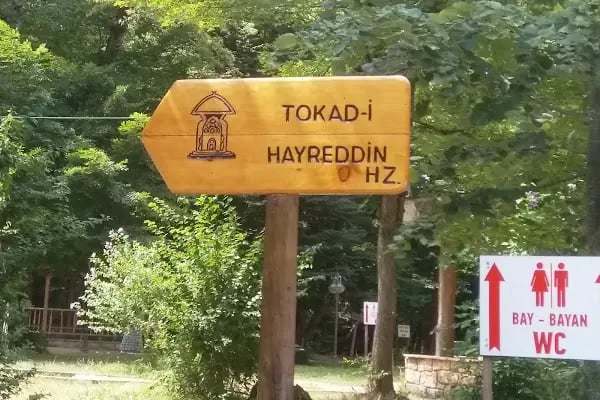 TOKAD-İ
HAYREDDİN
HZ.
BAY - BAYAN
WC